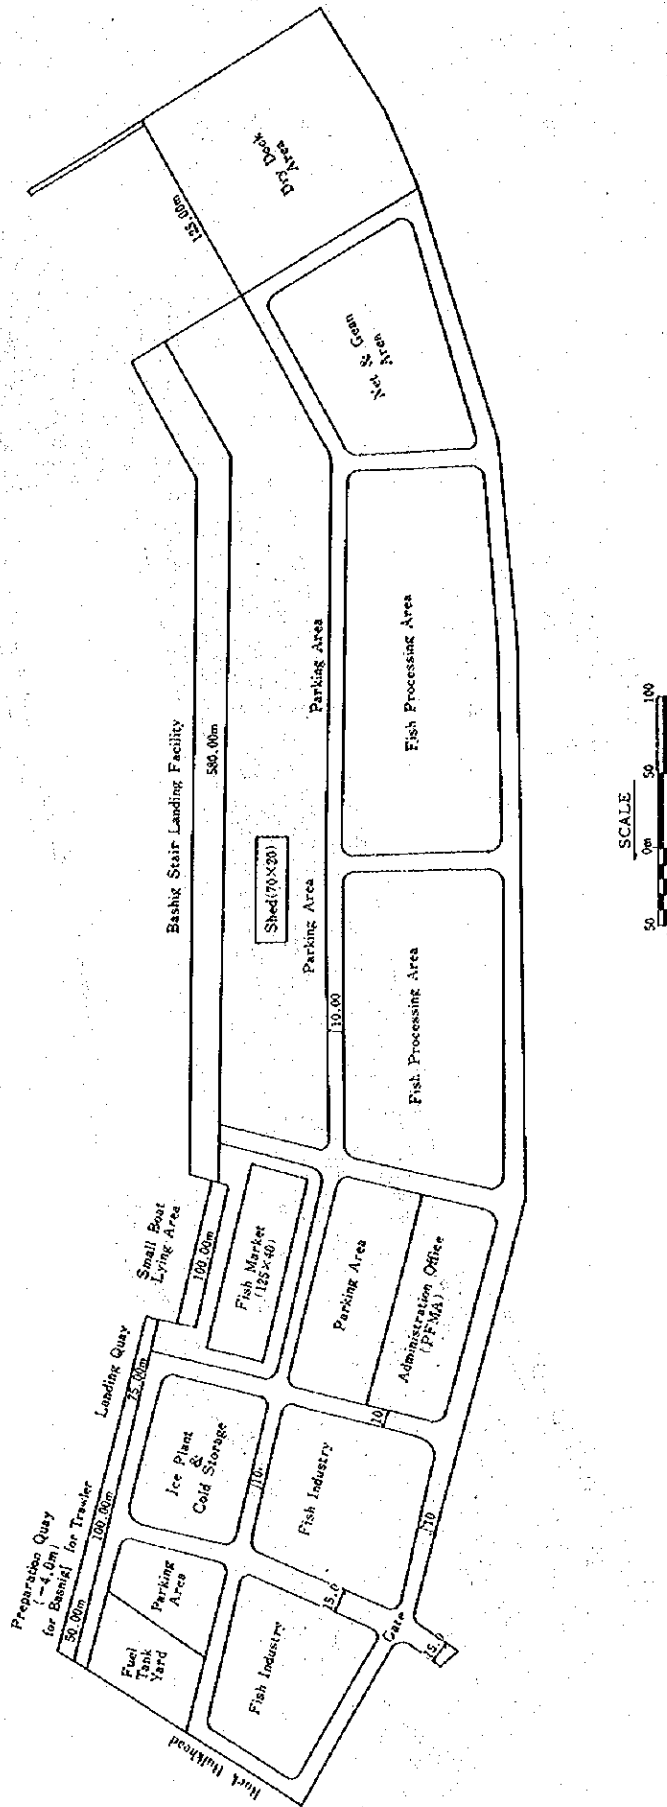 Preparation Quay
(-4.0m)
for Basnig
for Trawler
50.00m
100.00m
Landing Quay
75.00m
Small Boat
Lying Area
100.00m
Bashig Stair Landing Facility
580.00m
125.00m
Dry Dock
Area
Net & Gean
Area
Fuel
Tank
Yard
Parking
Area
Ice Plant
&
Cold Storage
Fish Market
(125×40)
Shed(70×20)
Parking Area
Parking Area
10.00
Fish Processing Area
Fish Processing Area
Parking Area
Administration Office
(PFMA)
Fish Industry
Fish Industry
10
10
10
15.0
15.0
Gate
Rock Bulkhead
SCALE
50 0m 50 100